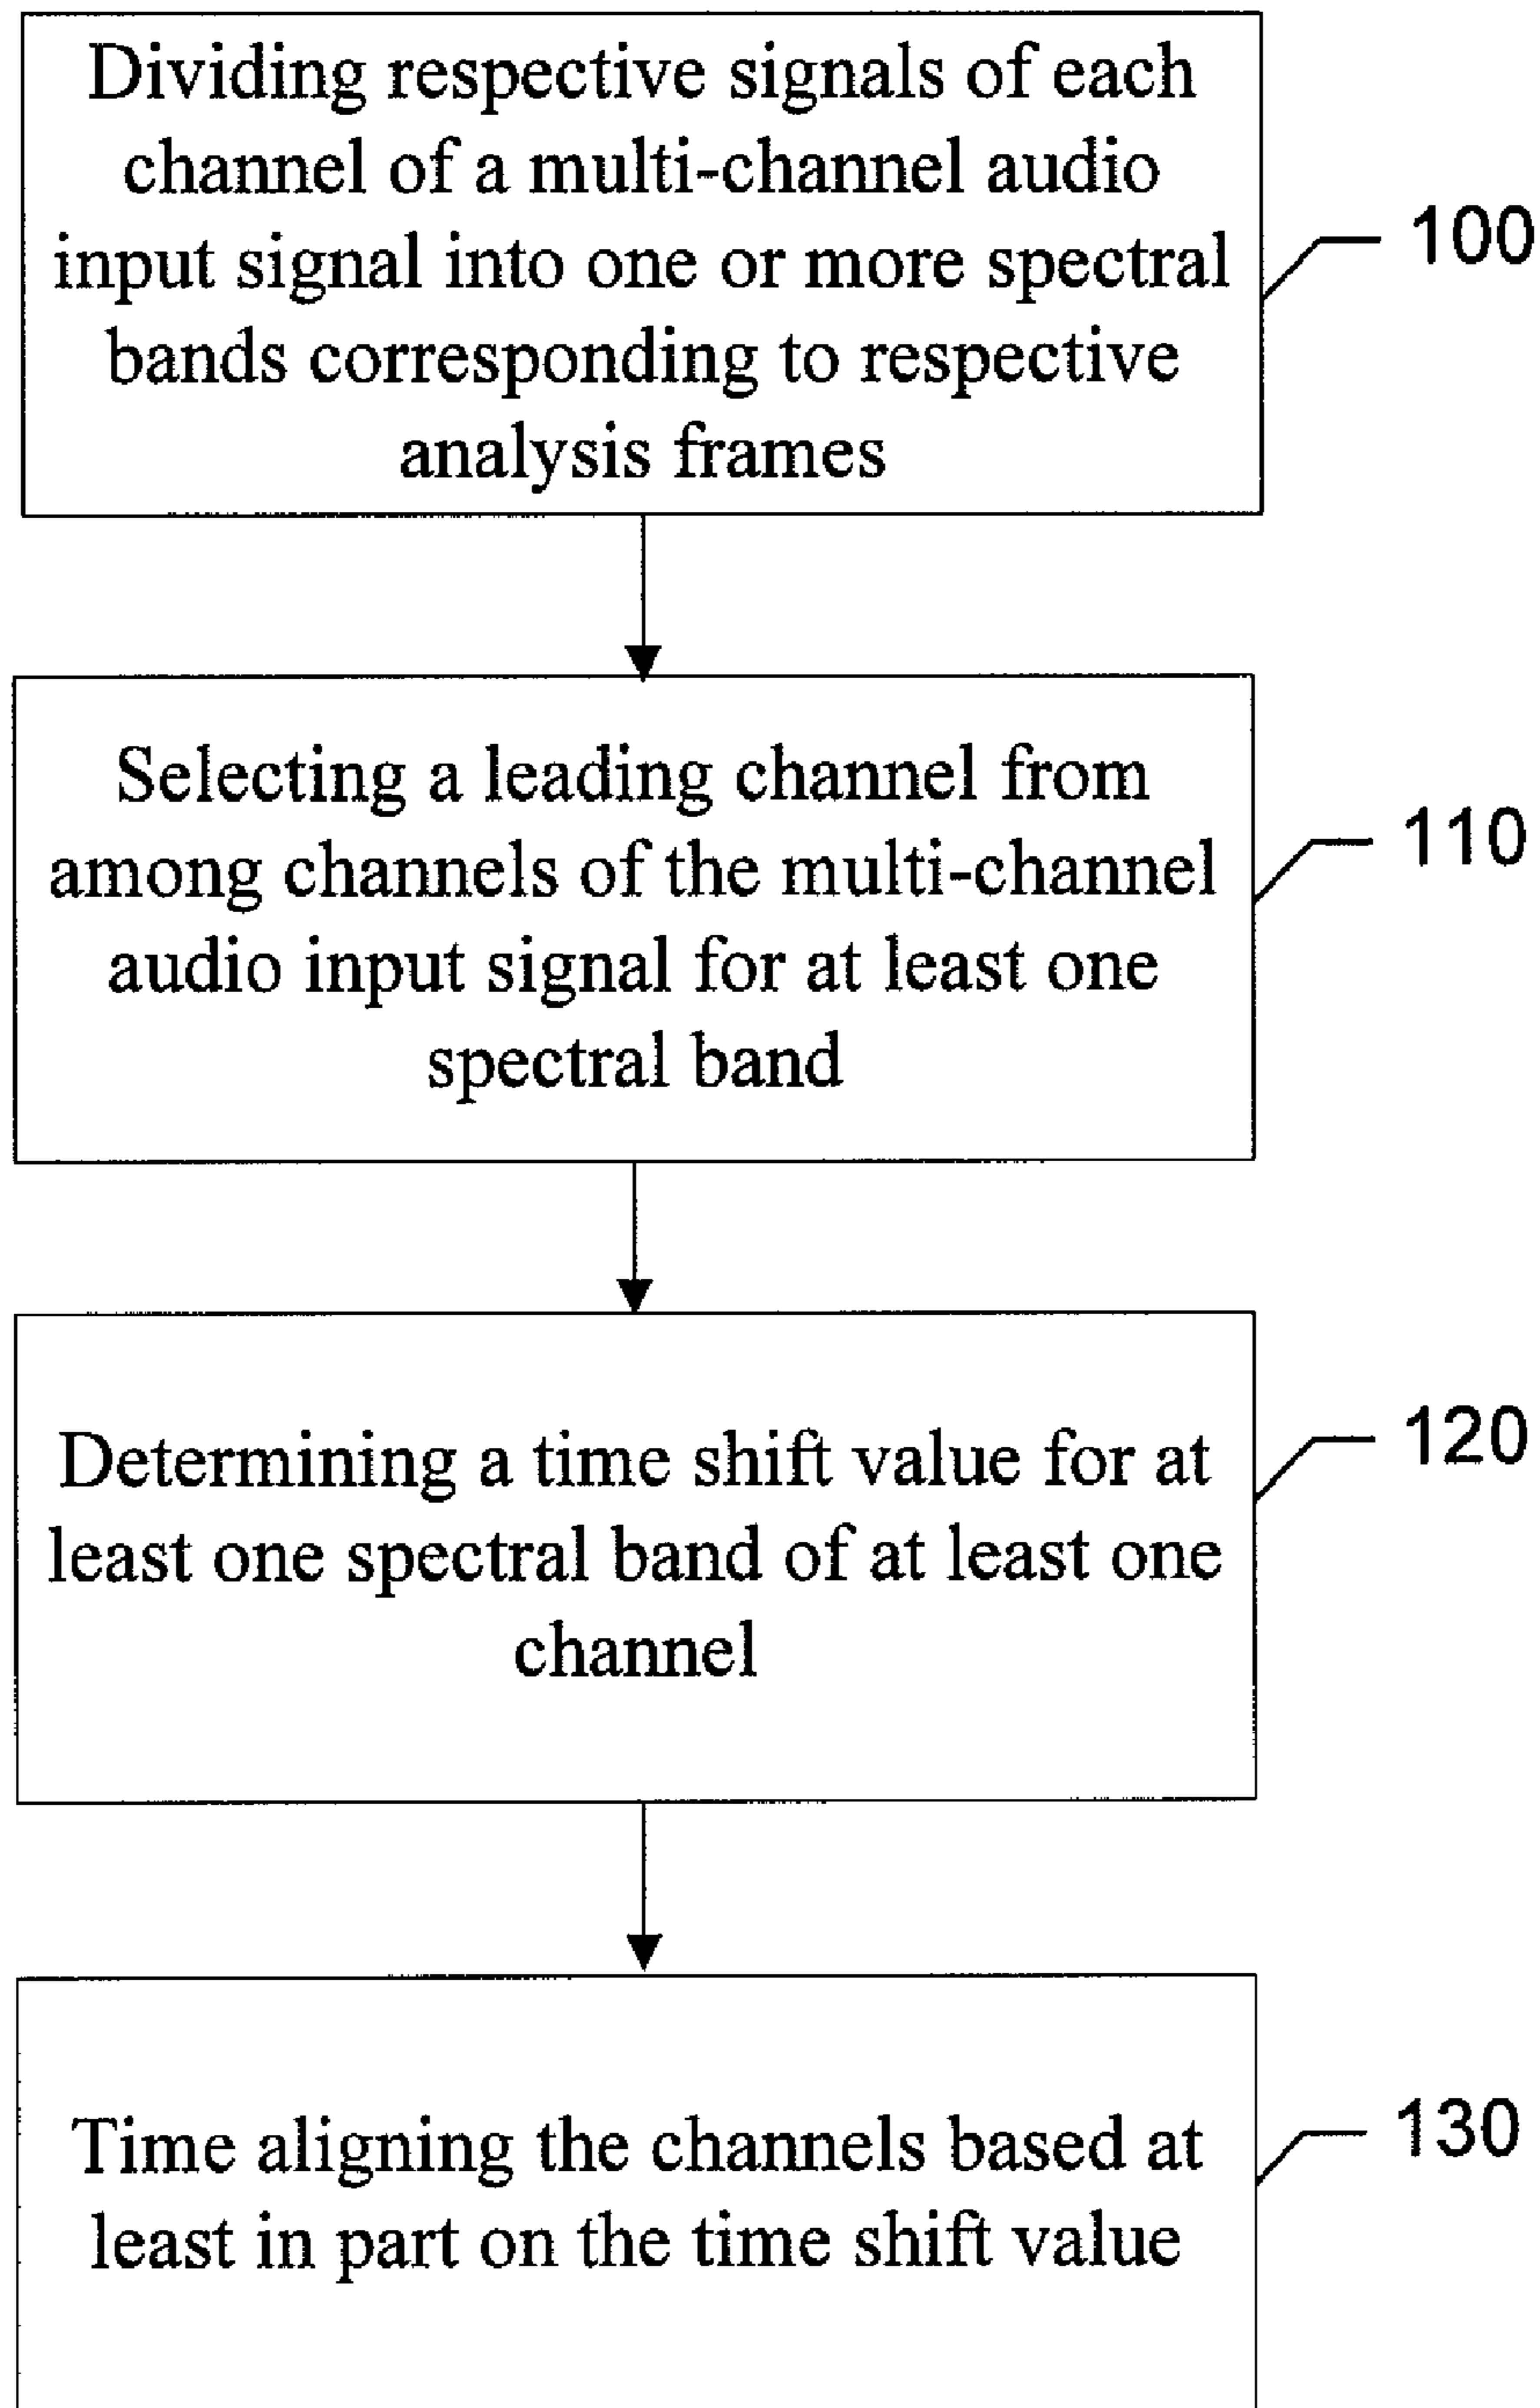 Dividing respective signals of each
channel of a multi-channel audio
input signal into one or more spectral
bands corresponding to respective
analysis frames
100
Selecting a leading channel from
among channels of the multi-channel
audio input signal for at least one
spectral band
110
Determining a time shift value for at
least one spectral band of at least one
channel
120
Time aligning the channels based at
least in part on the time shift value
130